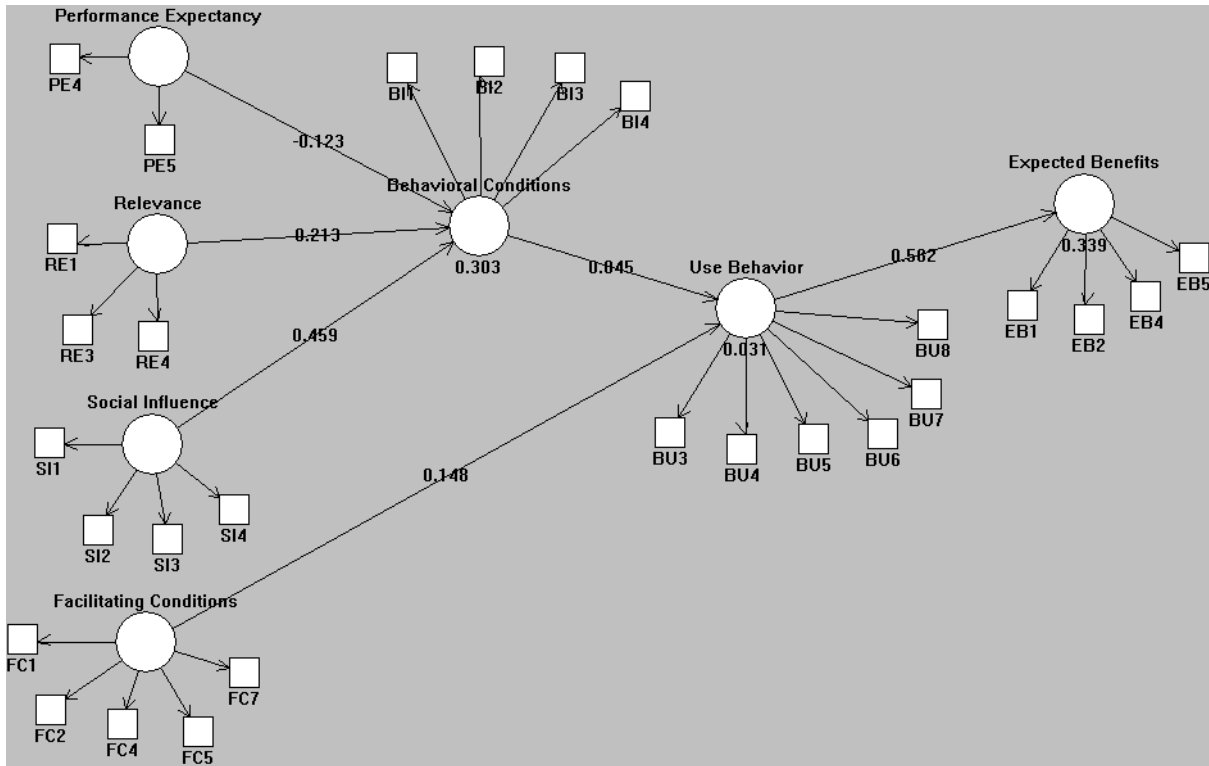 Performance Expectancy
PE4
PE5
-0.123
BI1
BI2
BI3
BI4
Behavioral Conditions
0.303
Relevance
RE1
RE3
RE4
0.213
0.045
Expected Benefits
0.339
EB1
EB2
EB4
EB5
0.582
Use Behavior
0.031
BU3
BU4
BU5
BU6
BU7
BU8
0.459
Social Influence
SI1
SI2
SI3
SI4
0.148
Facilitating Conditions
FC1
FC2
FC4
FC5
FC7